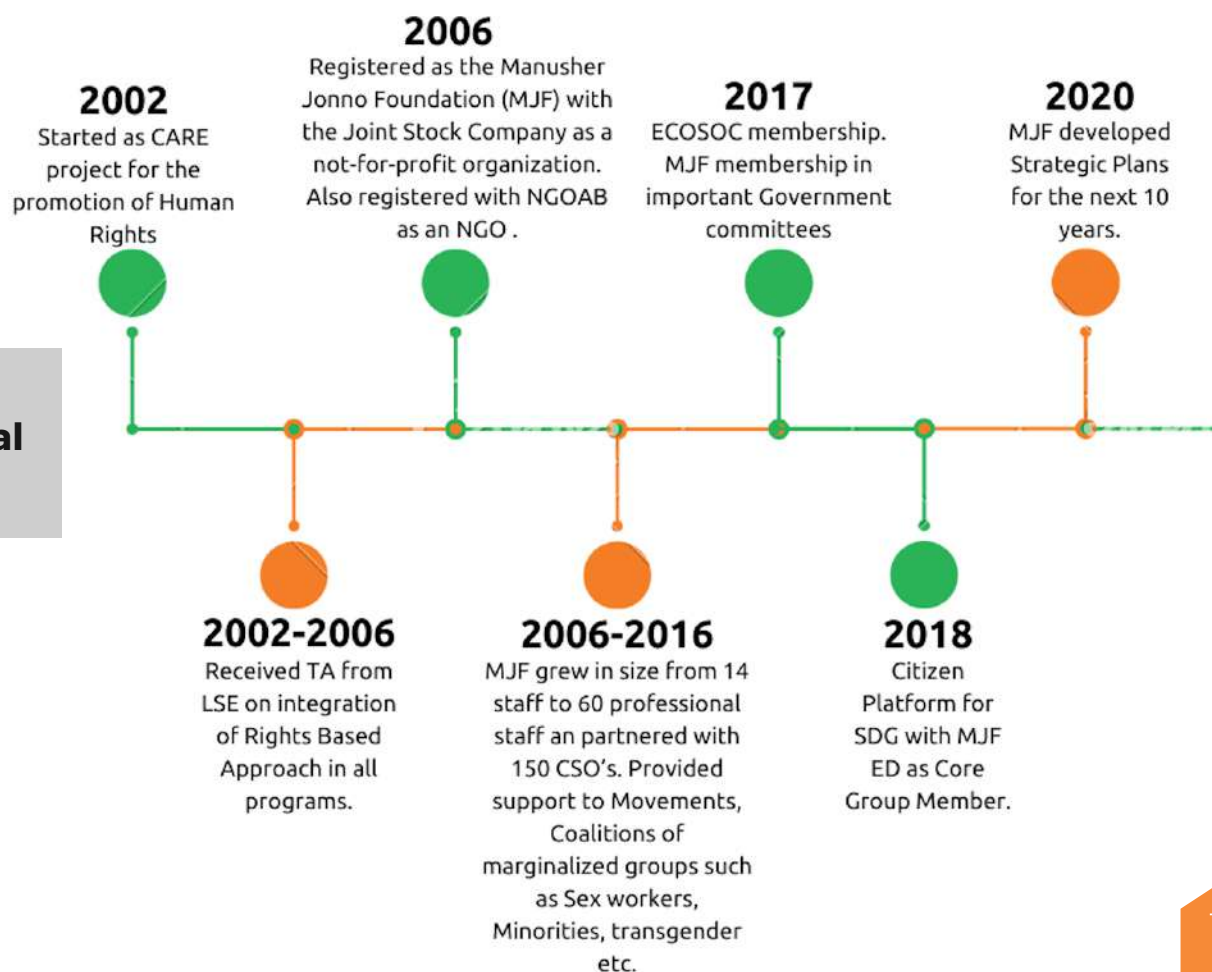 2002
Started as CARE
project for the
promotion of Human
Rights
2006
Registered as the Manusher
Jonno Foundation (MJF) with
the Joint Stock Company as a
not-for-profit organization.
Also registered with NGOAB
as an NGO .
2017
ECOSOC membership.
MJF membership in
important Government
committees
2020
MJF developed
Strategic Plans
for the next 10
years.
al
2002-2006
Received TA from
LSE on integration
of Rights Based
Approach in all
programs.
2006-2016
MJF grew in size from 14
staff to 60 professional
staff an partnered with
150 CSO's. Provided
support to Movements,
Coalitions of
marginalized groups such
as Sex workers,
Minorities, transgender
etc.
2018
Citizen
Platform for
SDG with MJF
ED as Core
Group Member.